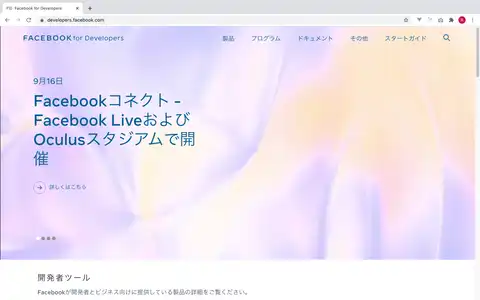 FB: Facebook for Developers
developers.facebook.com
FACEBOOK for Developers
製品 プログラム ドキュメント その他 スタートガイド
9月16日
Facebookコネクト -
Facebook Liveおよび
Oculusスタジアムで開
催
詳しくはこちら
開発者ツール
Facebookが開発者とビジネス向けに提供している製品の詳細をご覧ください。